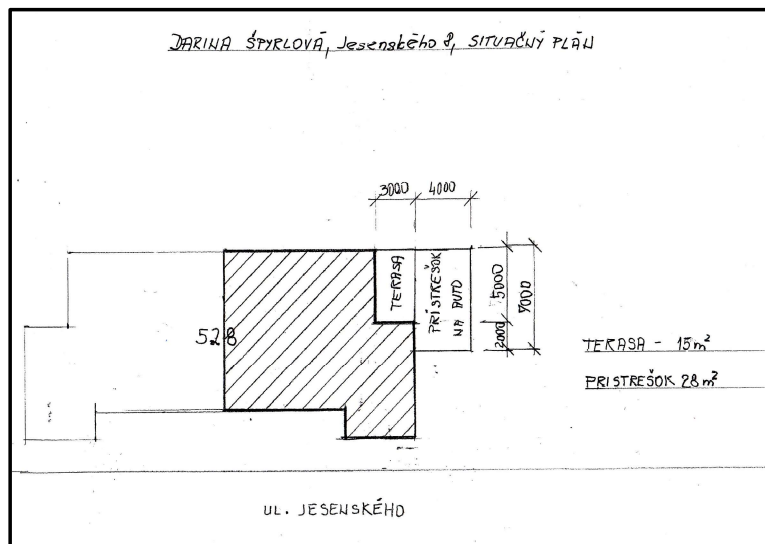 DARINA ŠPYRLOVÁ, Jesenského 8, SITUAČNÝ PLÁN
3000 4000
TERASA
PRÍSTREŠOK
NA AUTO
5000
7000
2000
528
TERASA - 15m²
PRISTREŠOK 28m²
UL. JESENSKÉHO